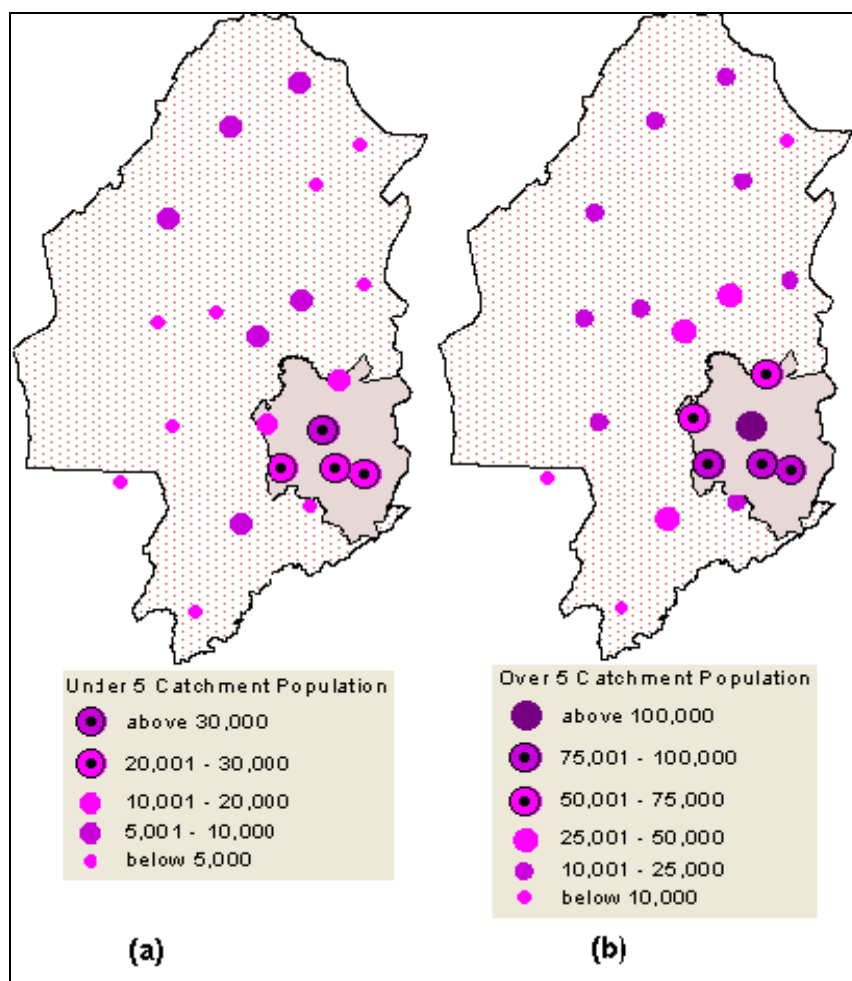 Under 5 Catchment Population
above 30,000
20,001 - 30,000
10,001 - 20,000
5,001 - 10,000
below 5,000
(a)
Over 5 Catchment Population
above 100,000
75,001 - 100,000
50,001 - 75,000
25,001 - 50,000
10,001 - 25,000
below 10,000
(b)